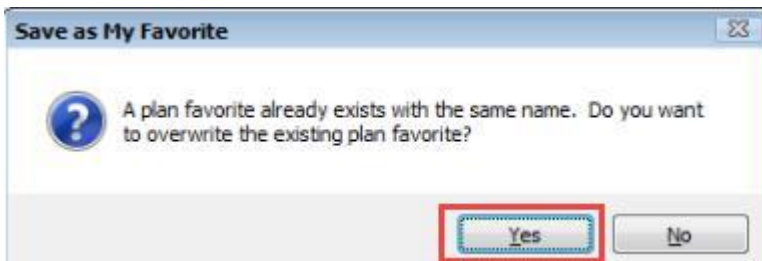 Save as My Favorite
A plan favorite already exists with the same name.  Do you want
to overwrite the existing plan favorite?
Yes
No